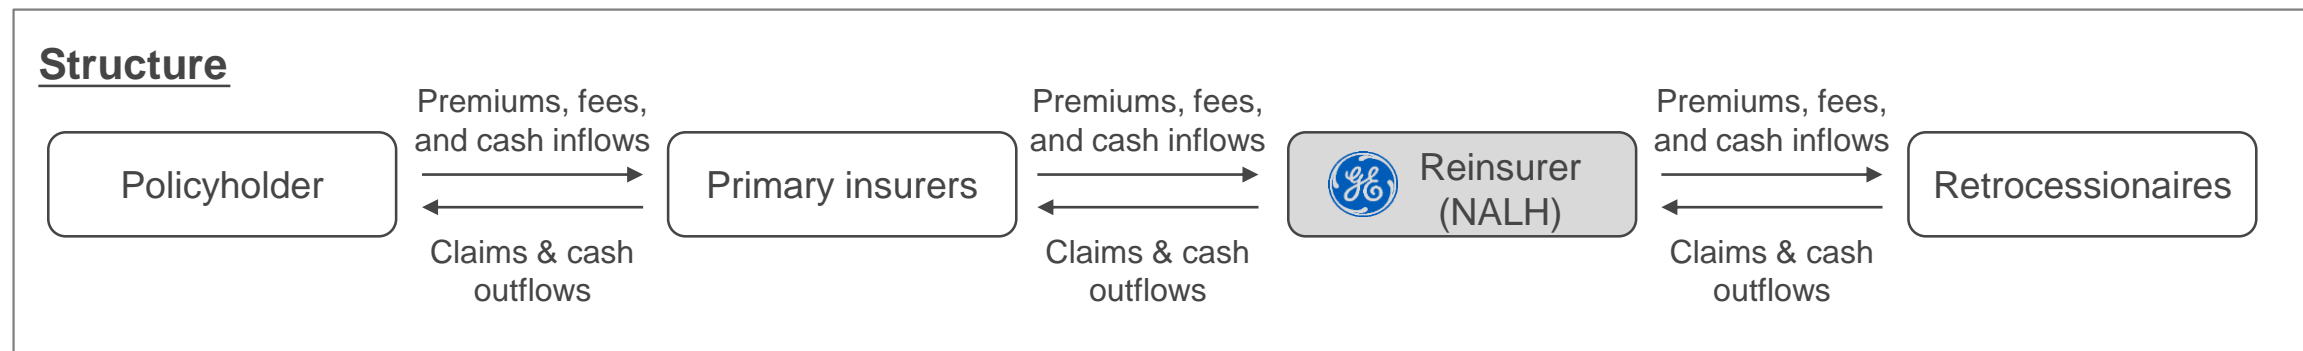 Structure
Premiums, fees,
and cash inflows
Premiums, fees,
and cash inflows
Premiums, fees,
and cash inflows
Policyholder
Primary insurers
GE
Reinsurer
(NALH)
Retrocessionaires
Claims & cash
outflows
Claims & cash
outflows
Claims & cash
outflows